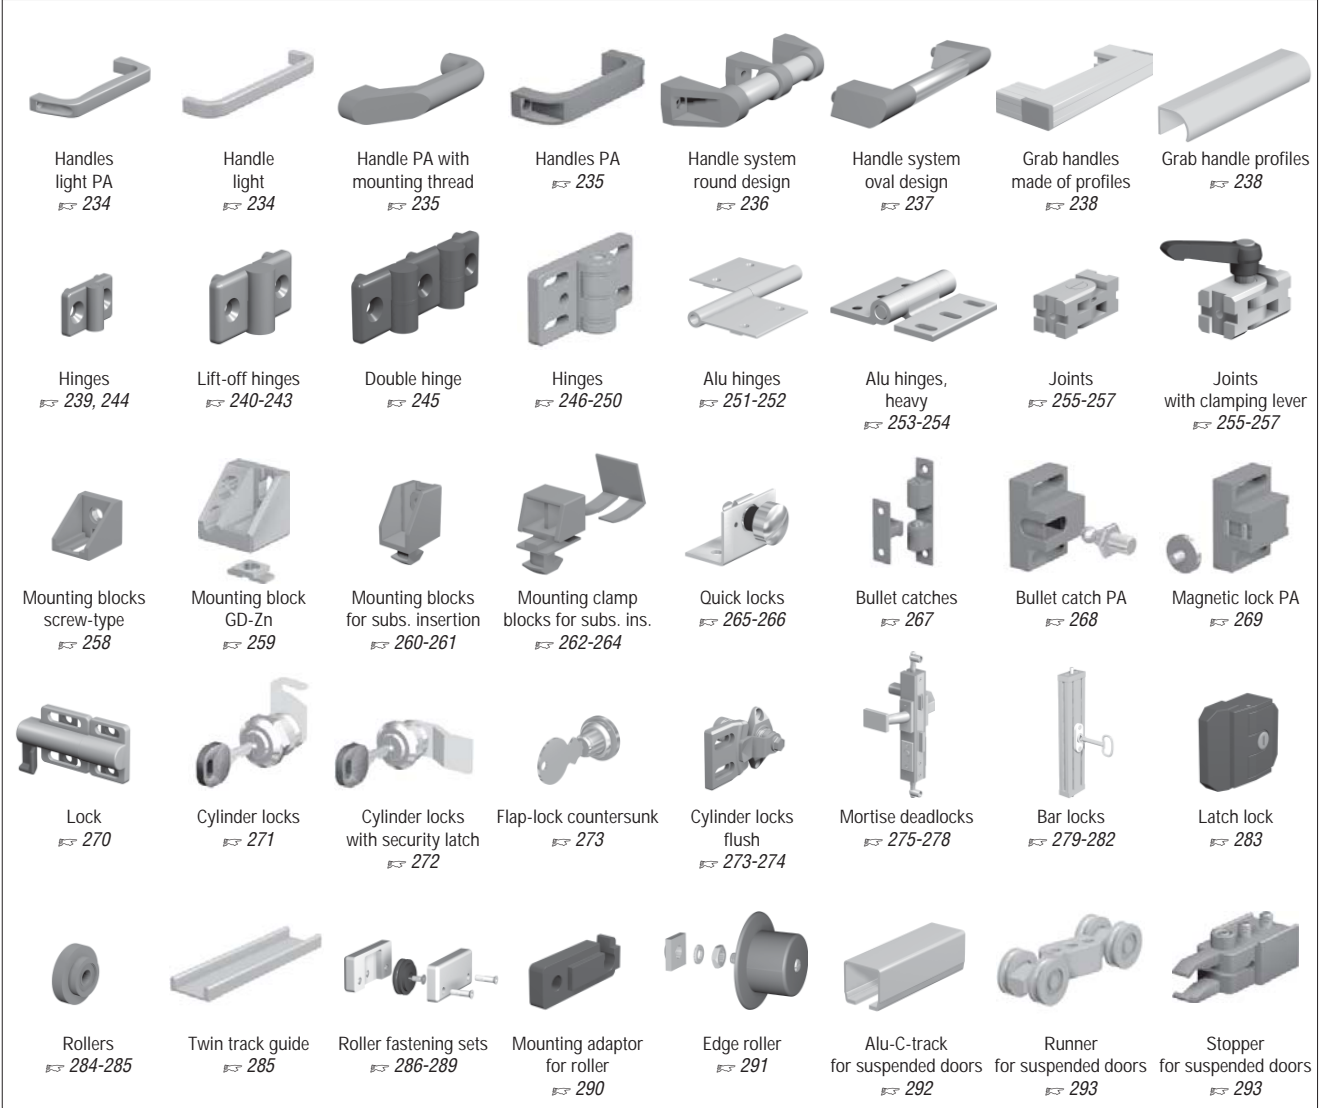 Handles
light PA
☞ 234
Handle
light
☞ 234
Handle PA with
mounting thread
☞ 235
Handles PA
☞ 235
Handle system
round design
☞ 236
Handle system
oval design
☞ 237
Grab handles
made of profiles
☞ 238
Grab handle profiles
☞ 238
Hinges
☞ 239, 244
Lift-off hinges
☞ 240-243
Double hinge
☞ 245
Hinges
☞ 246-250
Alu hinges
☞ 251-252
Alu hinges,
heavy
☞ 253-254
Joints
☞ 255-257
Joints
with clamping lever
☞ 255-257
Mounting blocks
screw-type
☞ 258
Mounting block
GD-Zn
☞ 259
Mounting blocks
for subs. insertion
☞ 260-261
Mounting clamp
blocks for subs. ins.
☞ 262-264
Quick locks
☞ 265-266
Bullet catches
☞ 267
Bullet catch PA
☞ 268
Magnetic lock PA
☞ 269
Lock
☞ 270
Cylinder locks
☞ 271
Cylinder locks
with security latch
☞ 272
Flap-lock countersunk
☞ 273
Cylinder locks
flush
☞ 273-274
Mortise deadlocks
☞ 275-278
Bar locks
☞ 279-282
Latch lock
☞ 283
Rollers
☞ 284-285
Twin track guide
☞ 285
Roller fastening sets
☞ 286-289
Mounting adaptor
for roller
☞ 290
Edge roller
☞ 291
Alu-C-track
for suspended doors
☞ 292
Runner
for suspended doors
☞ 293
Stopper
for suspended doors
☞ 293